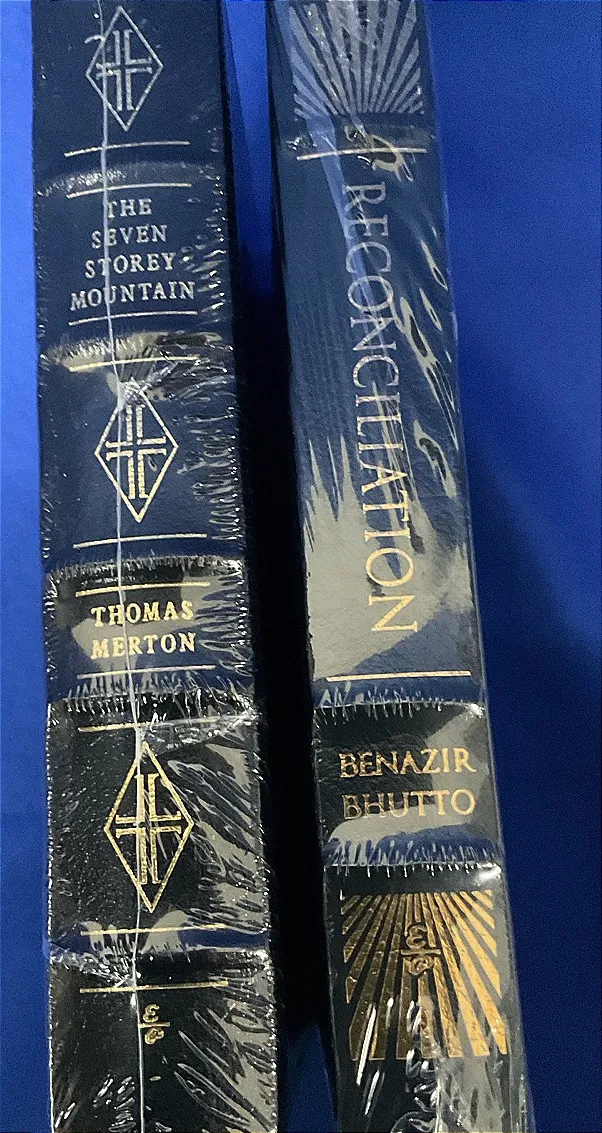 THE
SEVEN
STOREY
MOUNTAIN
THOMAS
MERTON
RECONCILIATION
BENAZIR
BHUTTO